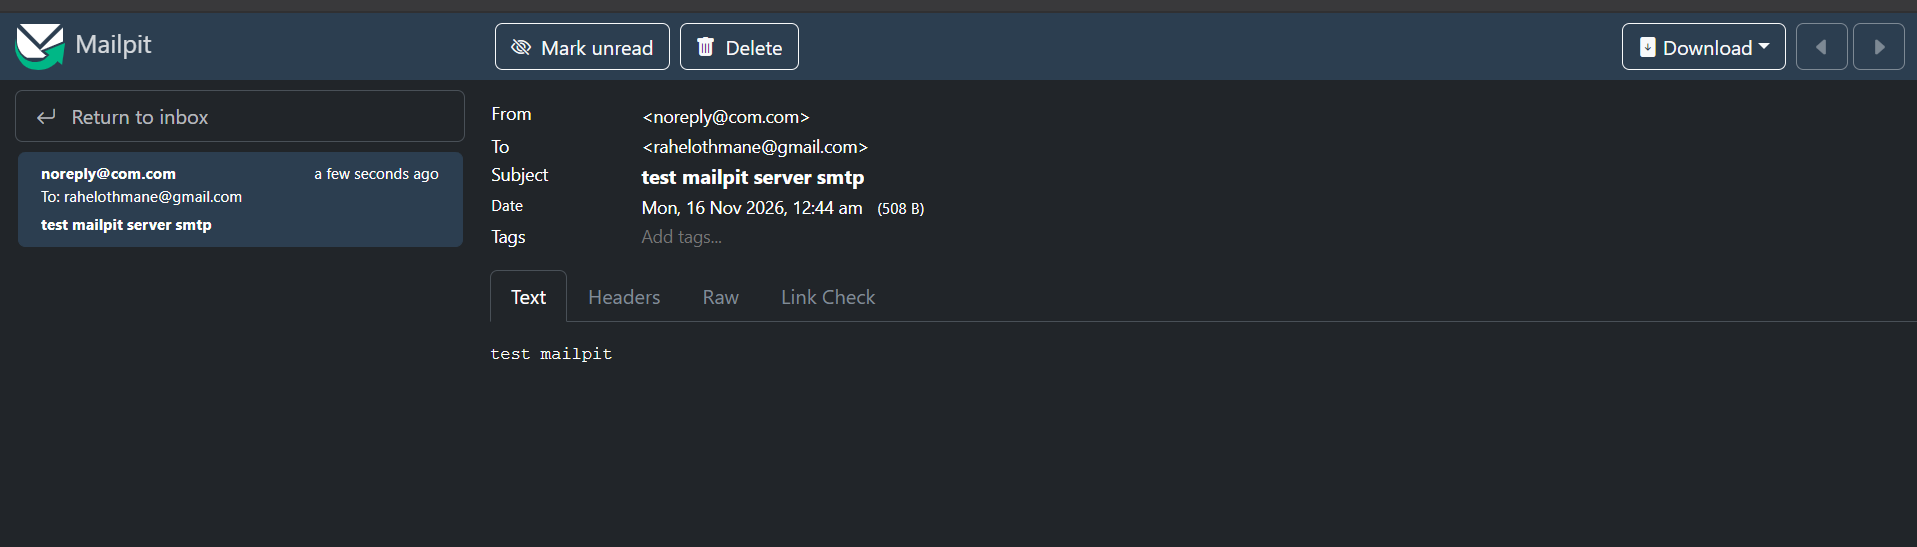 Mailpit
Mark unread
Delete
Download
Return to inbox
noreply@com.com a few seconds ago
To: rahelothmane@gmail.com
test mailpit server smtp
From <noreply@com.com>
To <rahelothmane@gmail.com>
Subject test mailpit server smtp
Date Mon, 16 Nov 2026, 12:44 am (508 B)
Tags Add tags...
Text Headers Raw Link Check
test mailpit